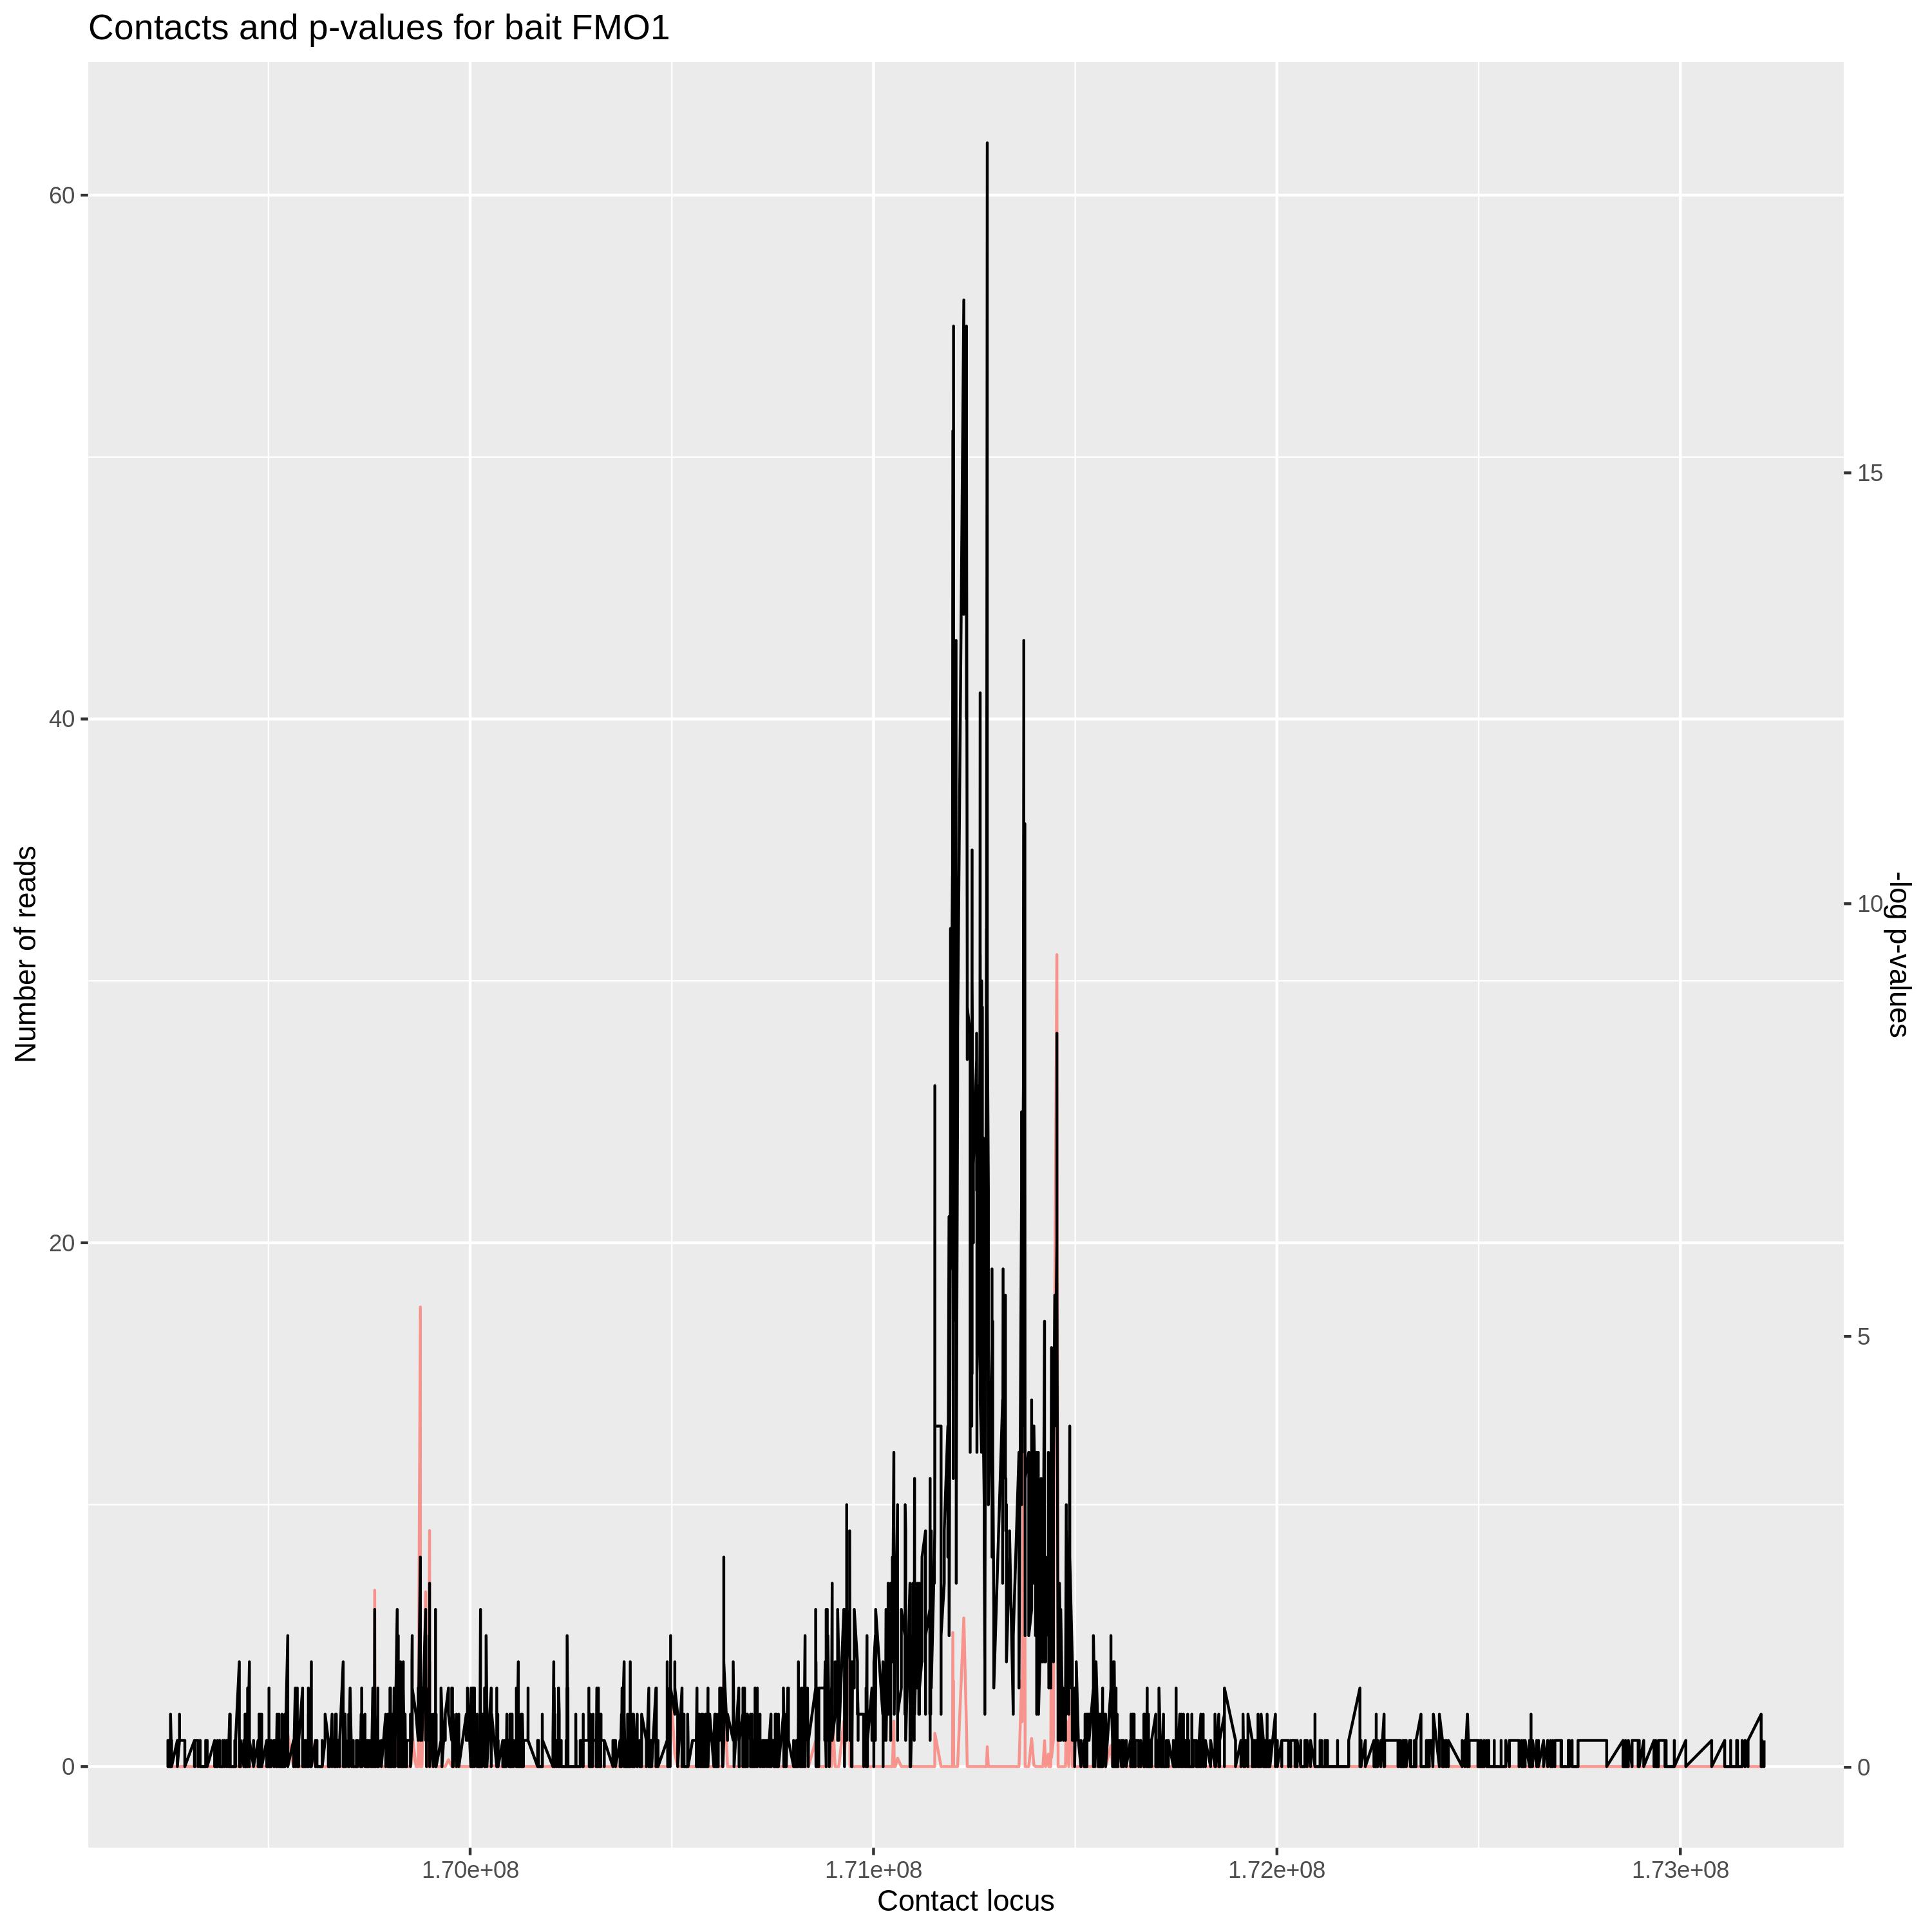 Contacts and p-values for bait FMO1
60
40
20
0
Number of reads
15
10
5
0
-log p-values
1.70e+08
1.71e+08
1.72e+08
1.73e+08
Contact locus